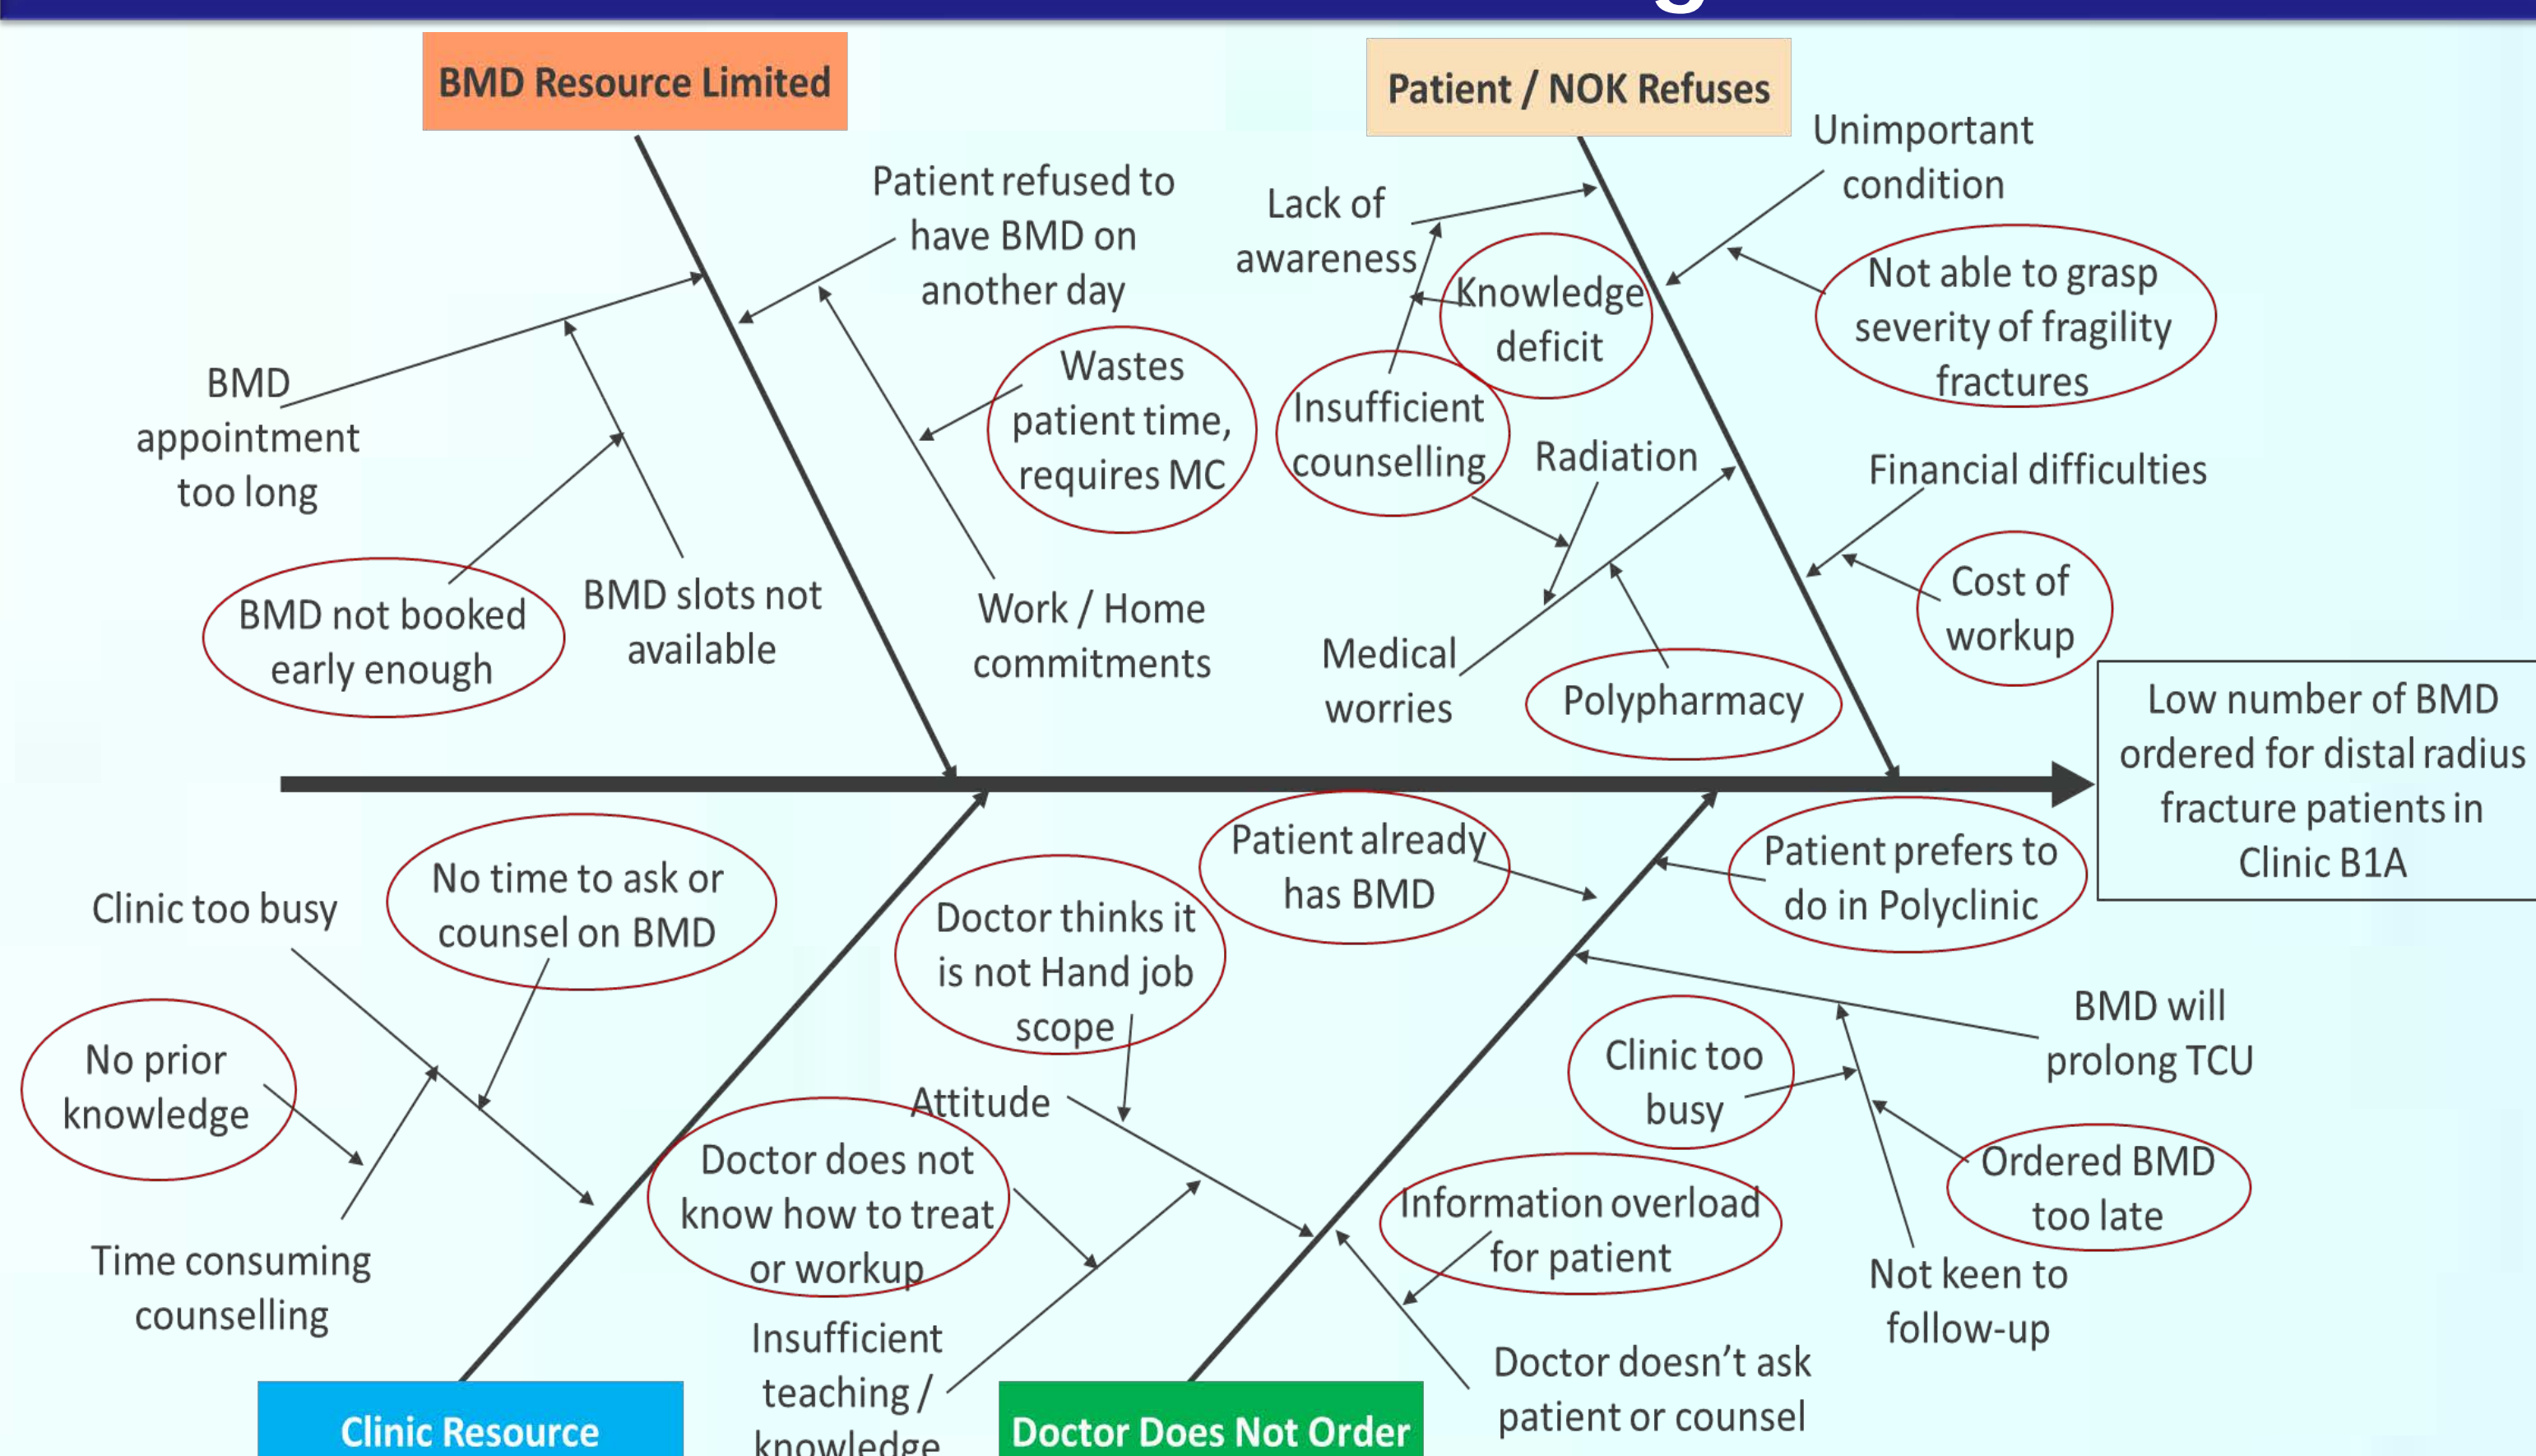 BMD Resource Limited
Patient / NOK Refuses
Unimportant
condition
Patient refused to
have BMD on
another day
Lack of
awareness
Knowledge
deficit
Not able to grasp
severity of fragility
fractures
BMD
appointment
too long
Wastes
patient time,
requires MC
Insufficient
counselling
Radiation
Financial difficulties
BMD not booked
early enough
BMD slots not
available
Work / Home
commitments
Medical
worries
Polypharmacy
Cost of
workup
Low number of BMD
ordered for distal radius
fracture patients in
Clinic B1A
Clinic too busy
No time to ask or
counsel on BMD
Doctor thinks it
is not Hand job
scope
Patient already
has BMD
Patient prefers to
do in Polyclinic
No prior
knowledge
Attitude
Clinic too
busy
BMD will
prolong TCU
Doctor does not
know how to treat
or workup
Information overload
for patient
Ordered BMD
too late
Time consuming
counselling
Insufficient
teaching /
knowledge
Not keen to
follow-up
Doctor doesn’t ask
patient or counsel
Clinic Resource
Doctor Does Not Order